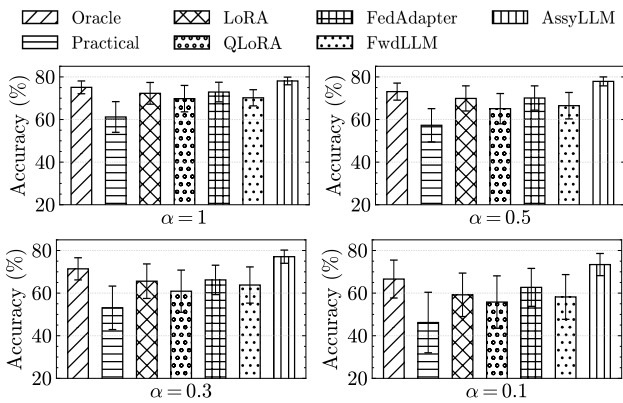 Oracle LoRA FedAdapter AssyLLM
Practical QLoRA FwdLLM
Accuracy (%)
80
60
40
20
α = 1
Accuracy (%)
80
60
40
20
α = 0.5
Accuracy (%)
80
60
40
20
α = 0.3
Accuracy (%)
80
60
40
20
α = 0.1